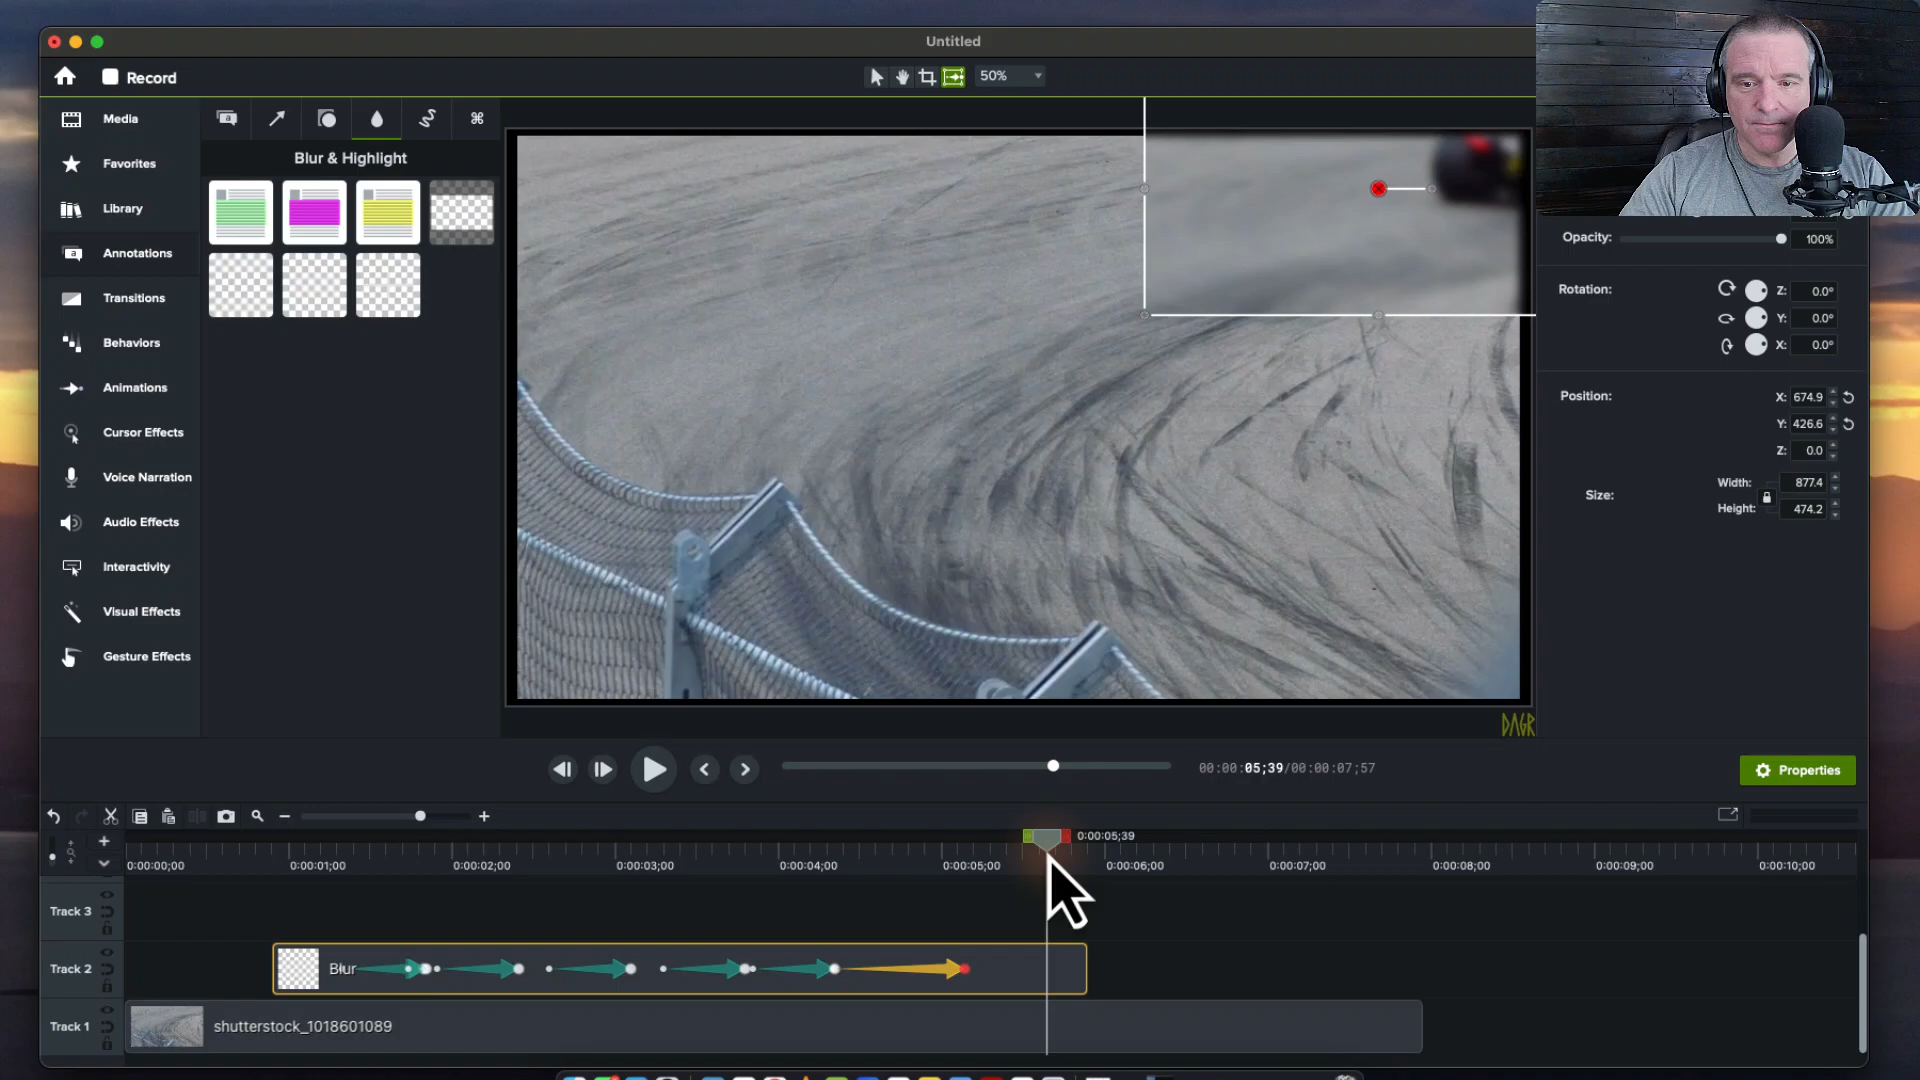 Untitled
Record
50%
Media
Favorites
Library
Annotations
Transitions
Behaviors
Animations
Cursor Effects
Voice Narration
Audio Effects
Interactivity
Visual Effects
Gesture Effects
a
Blur & Highlight
Opacity:
100%
Rotation:
Z:
0.0°
Y:
0.0°
X:
0.0°
Position:
X: 674.9
Y: 426.6
Z: 0.0
Size:
Width: 877.4
Height: 474.2
DAGR
00:00:05;39/00:00:07;57
Properties
0:00:05;39
0:00:00;00
0:00:01;00
0:00:02;00
0:00:03;00
0:00:04;00
0:00:05;00
0:00:06;00
0:00:07;00
0:00:08;00
0:00:09;00
0:00:10;00
Track 3
Track 2
Blur
Track 1
shutterstock_1018601089